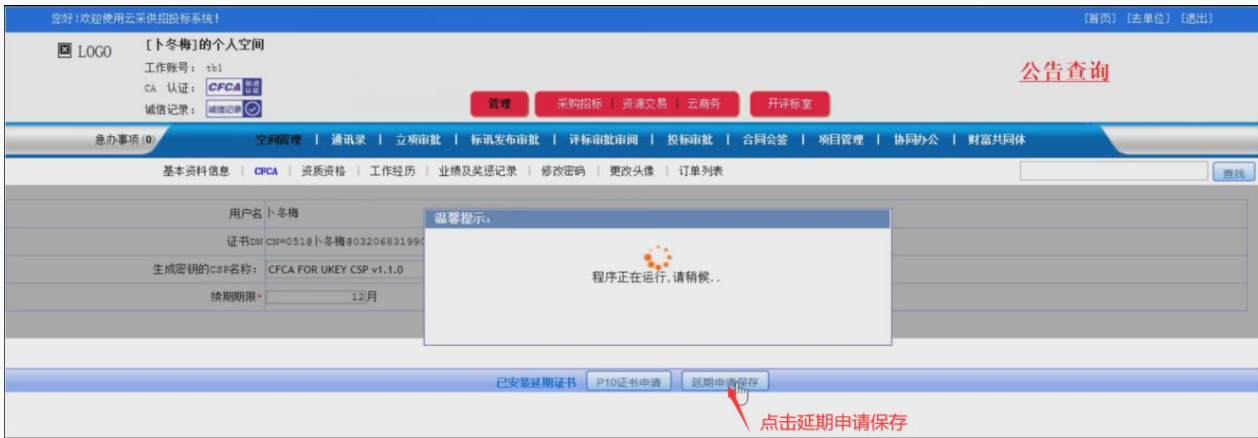 您好!欢迎使用云采供招投标系统!
[首页] [去单位] [退出]
LOGO
[卜冬梅]的个人空间
工作账号: tb1
CA 认证: CFCA
诚信记录: 诚信记录
公告查询
管理 采购招标 | 资源交易 | 云商务 开评标室
急办事项(0) 空间管理 | 通讯录 | 立项审批 | 标讯发布审批 | 评标审批审阅 | 投标审批 | 合同会签 | 项目管理 | 协同办公 | 财富共同体
基本资料信息 | CFCA | 资质资格 | 工作经历 | 业绩及奖惩记录 | 修改密码 | 更改头像 | 订单列表 查找
用户名 卜冬梅
证书DN CN=051@卜冬梅@03206831990
生成密钥的CSP名称: CFCA FOR UKEY CSP v1.1.0
续期期限* 12月
温馨提示:
程序正在运行,请稍候..
已安装延期证书 P10证书申请 延期申请保存
点击延期申请保存